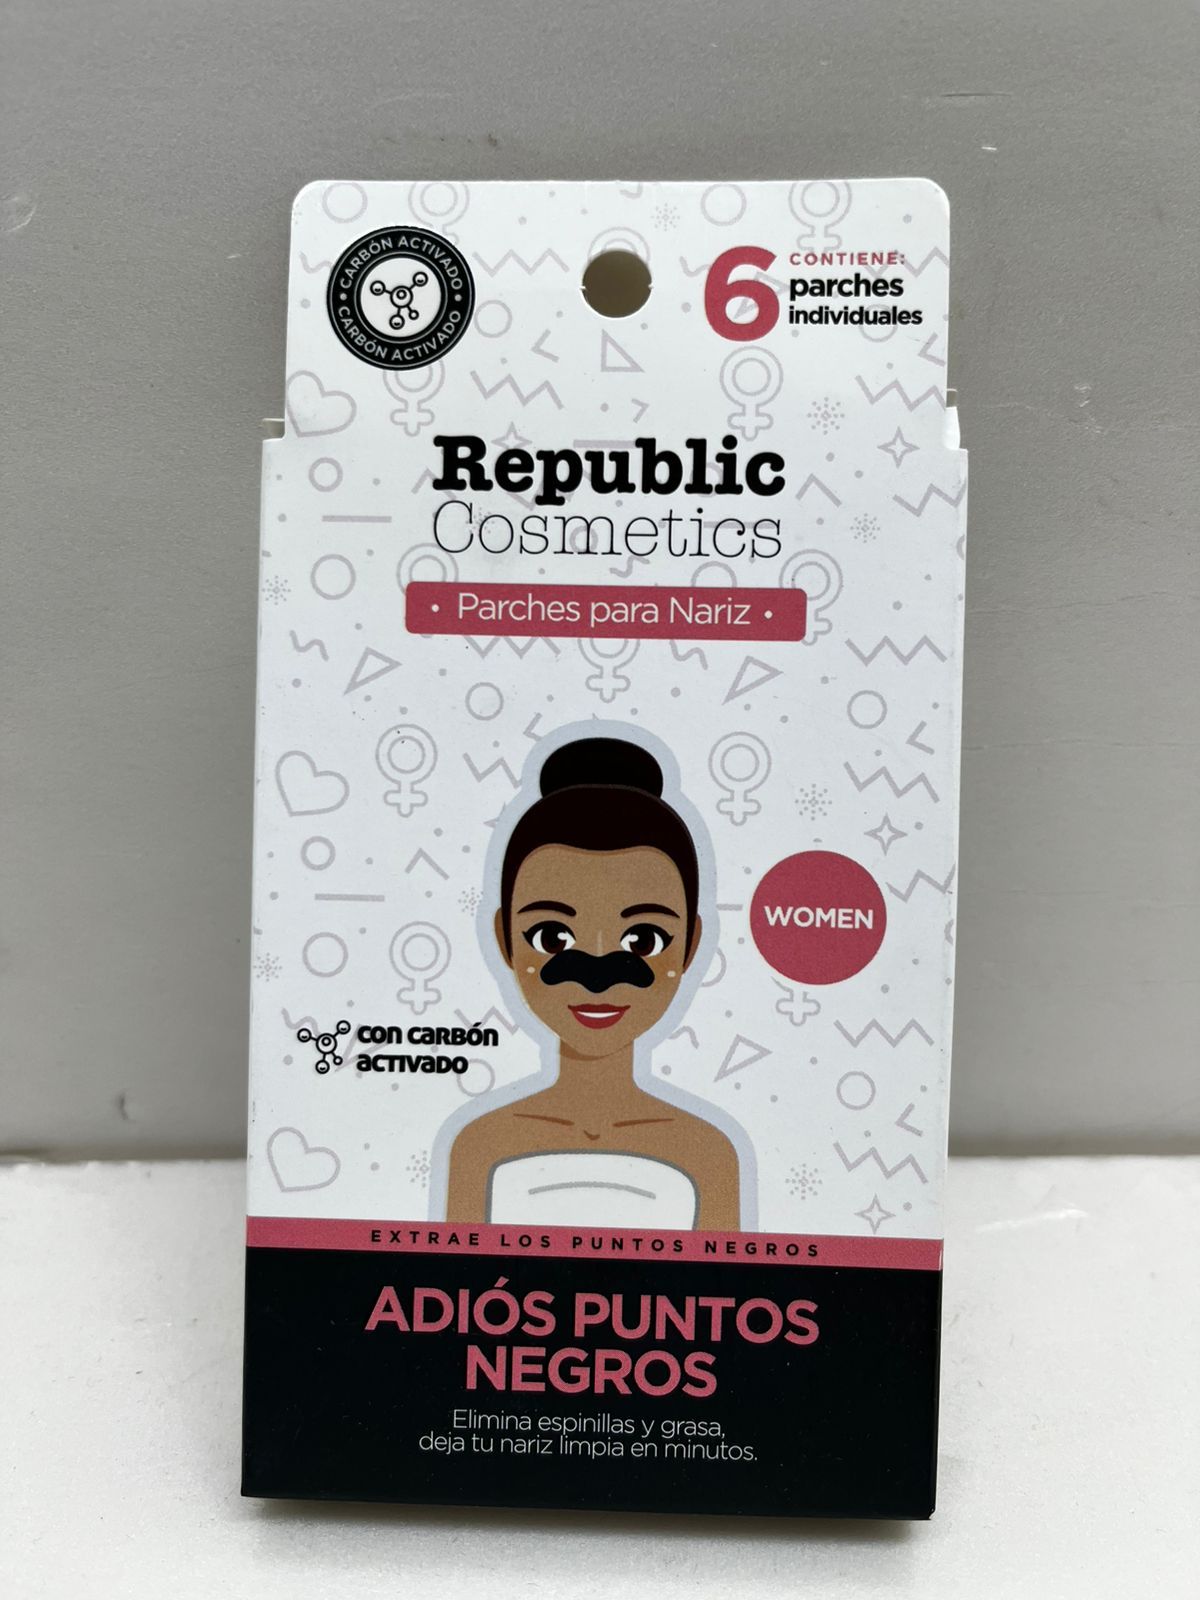 CARBÓN ACTIVADO
CARBÓN ACTIVADO
6
CONTIENE:
parches
individuales
Republic
Cosmetics
• Parches para Nariz •
WOMEN
con carbón
activado
EXTRAE LOS PUNTOS NEGROS
ADIÓS PUNTOS
NEGROS
Elimina espinillas y grasa,
deja tu nariz limpia en minutos.